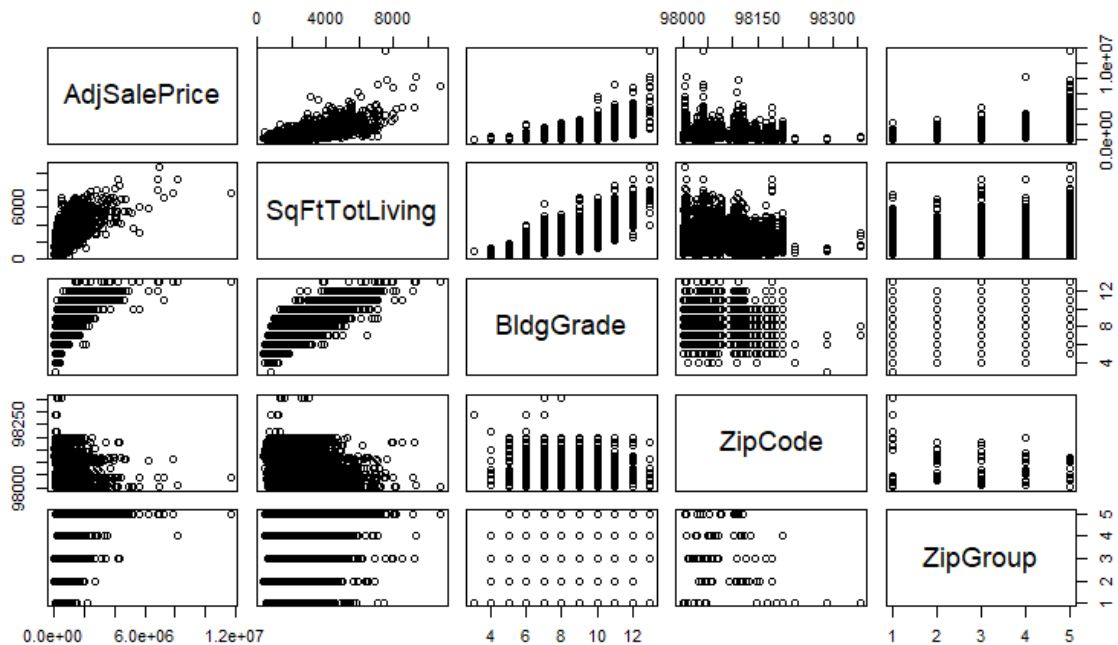 0 4000 8000 98000 98150 98300
AdjSalePrice
0.0e+00 1.0e+07
0 6000
SqFtTotLiving
BldgGrade
4 8 12
98000 98250
ZipCode
ZipGroup
1 2 3 4 5
0.0e+00 6.0e+06 1.2e+07 4 6 8 10 12 1 2 3 4 5